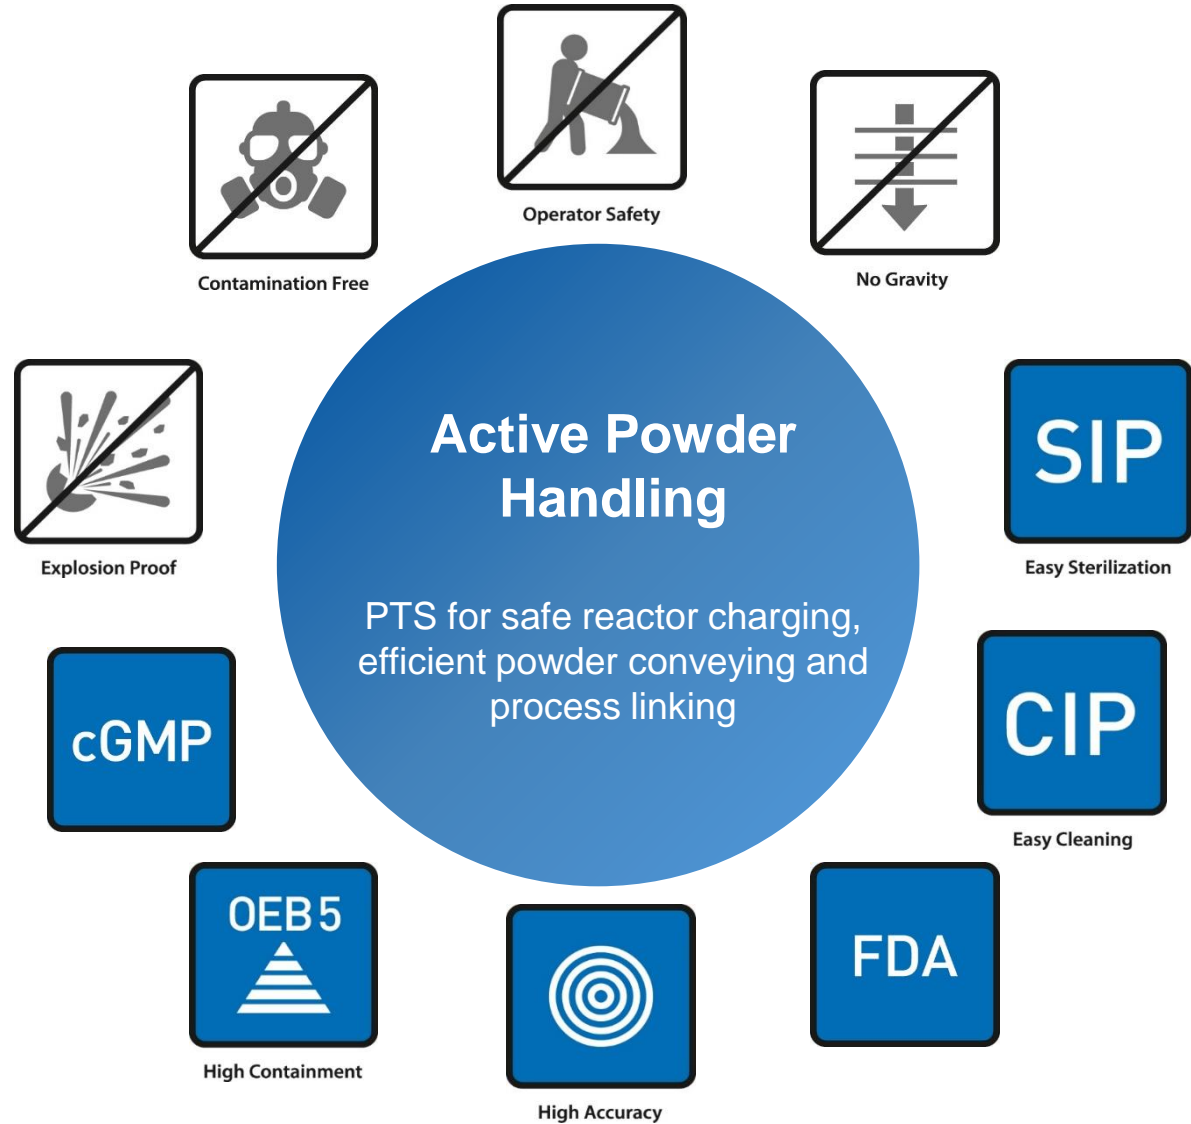 Operator Safety
Contamination Free
No Gravity
Active Powder
Handling
PTS for safe reactor charging,
efficient powder conveying and
process linking
Explosion Proof
SIP
Easy Sterilization
cGMP
CIP
Easy Cleaning
OEB5
High Containment
High Accuracy
FDA